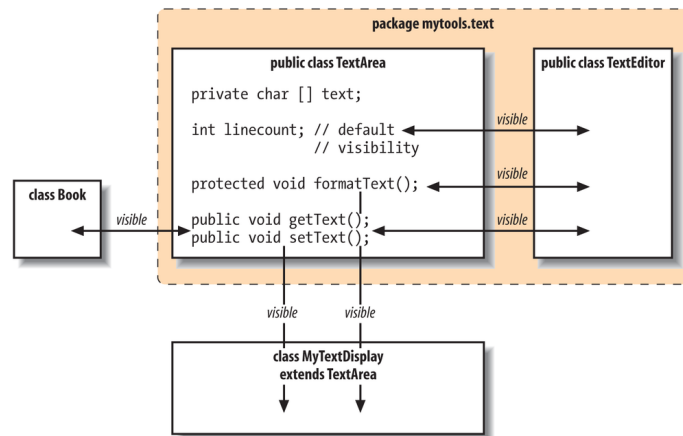 package mytools.text
public class TextArea
public class TextEditor
private char [] text;
int linecount; // default
// visibility
visible
protected void formatText();
visible
class Book
visible
public void getText();
public void setText();
visible
visible
visible
class MyTextDisplay
extends TextArea